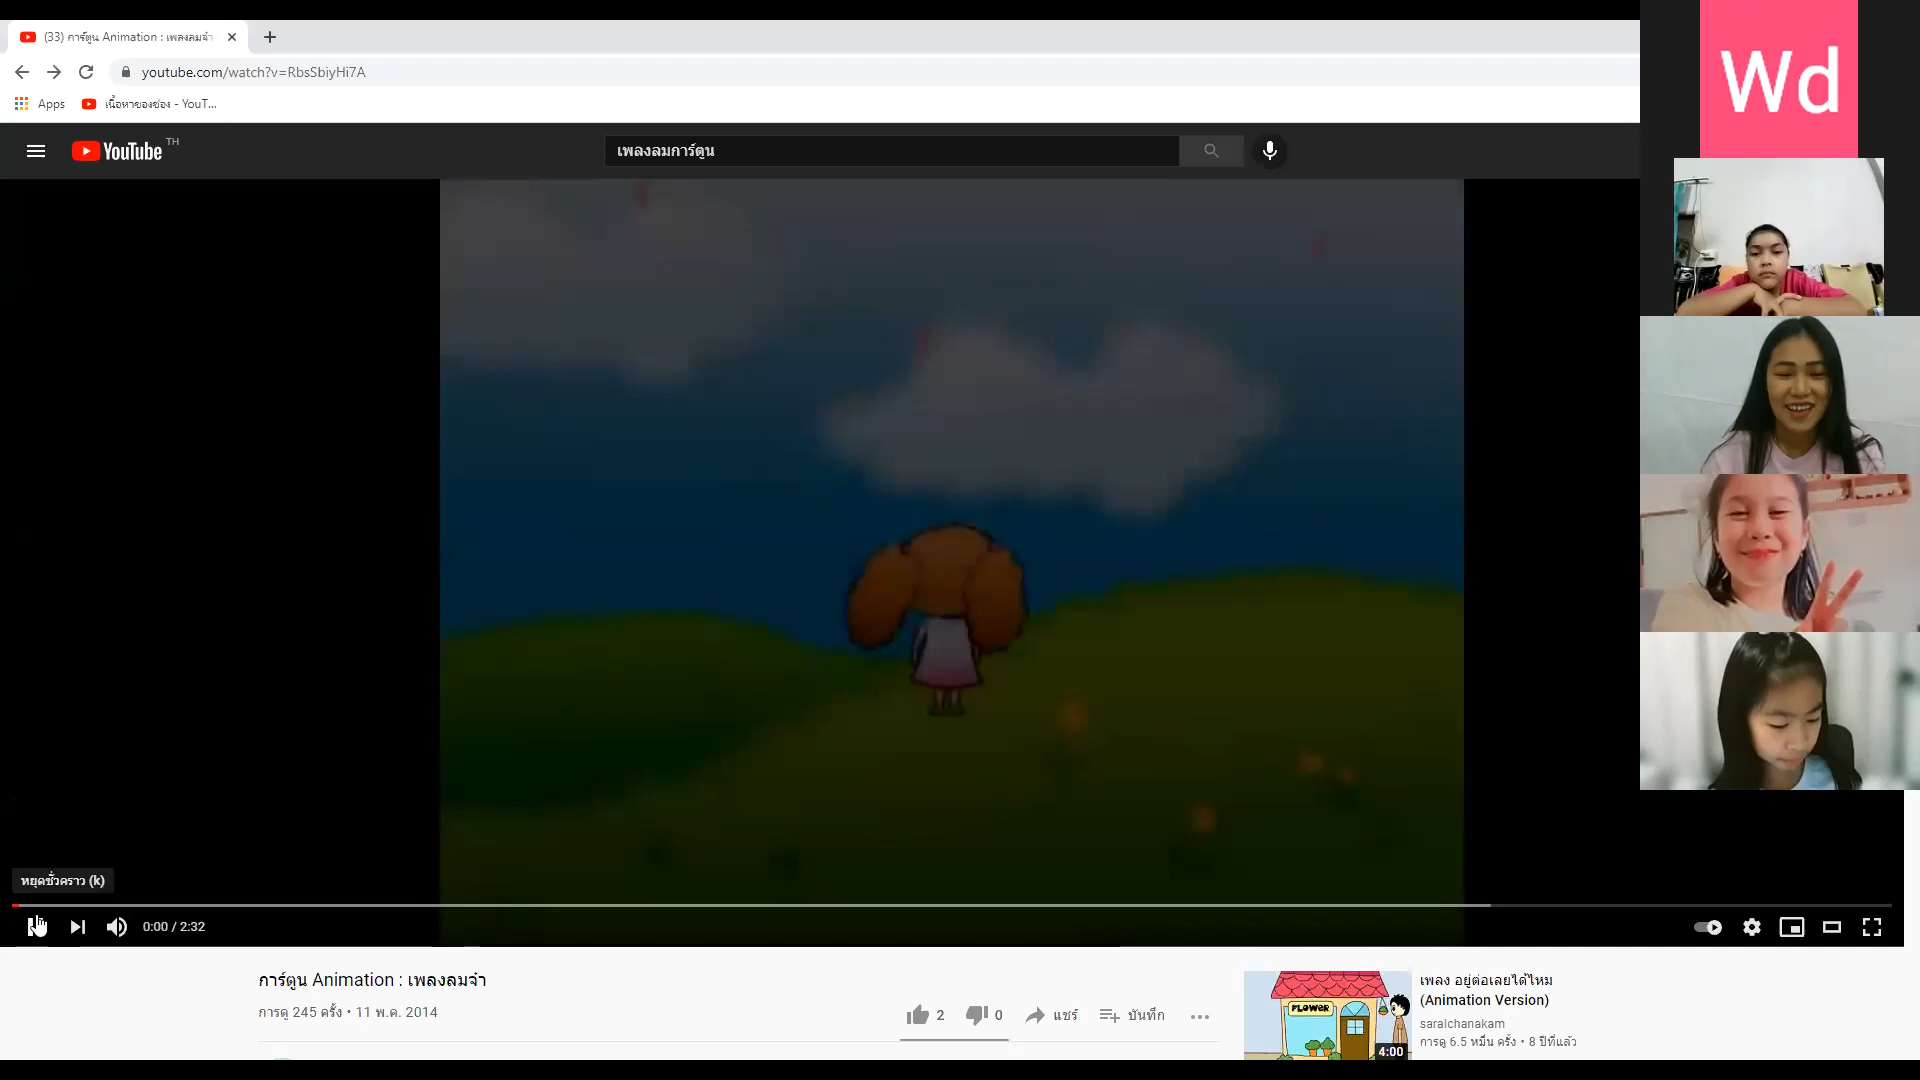 (33) การ์ตูน Animation : เพลงลมจ๋า
youtube.com/watch?v=RbsSbiyHi7A
Apps
เนื้อหาของช่อง - YouT...
YouTube TH
เพลงลมการ์ตูน
Wd
หยุดชั่วคราว (k)
0:00 / 2:32
การ์ตูน Animation : เพลงลมจ๋า
การดู 245 ครั้ง • 11 พ.ค. 2014
2
0
แชร์
บันทึก
FLOWER
4:00
เพลง อยู่ต่อเลยได้ไหม
(Animation Version)
saralchanakam
การดู 6.5 หมื่น ครั้ง • 8 ปีที่แล้ว